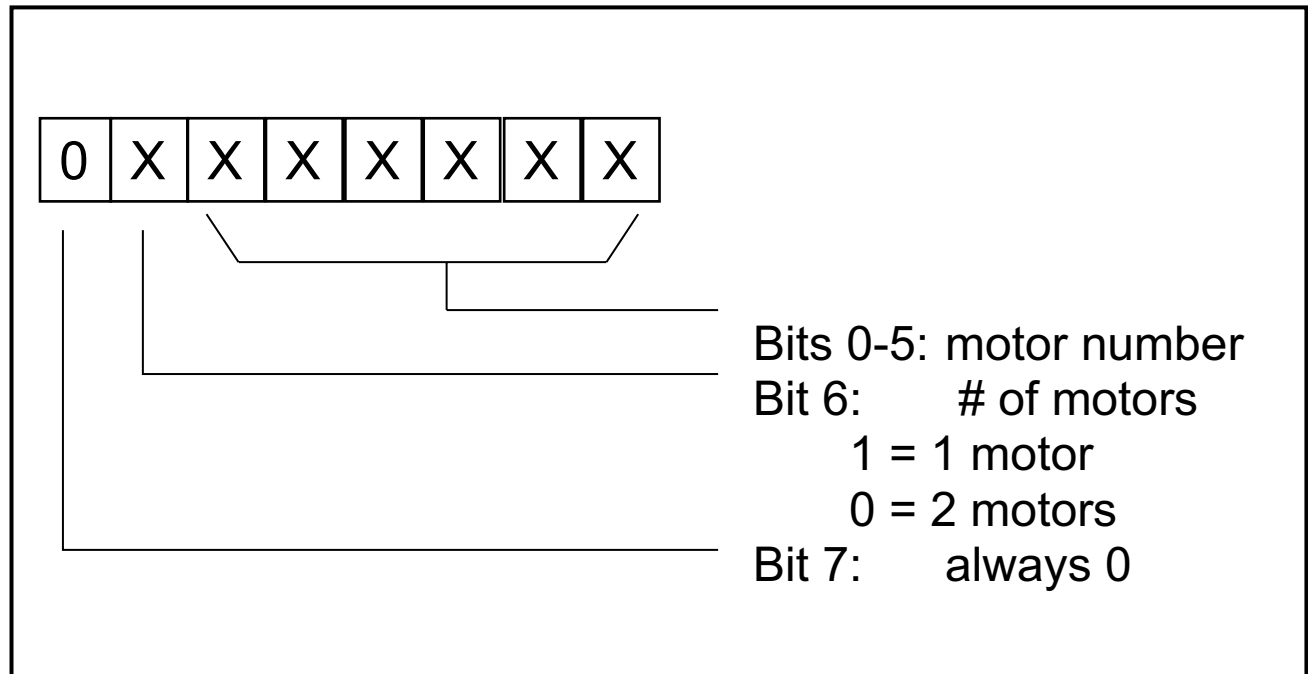 0 X X X X X X X
Bits 0-5: motor number
Bit 6: # of motors
1 = 1 motor
0 = 2 motors
Bit 7: always 0